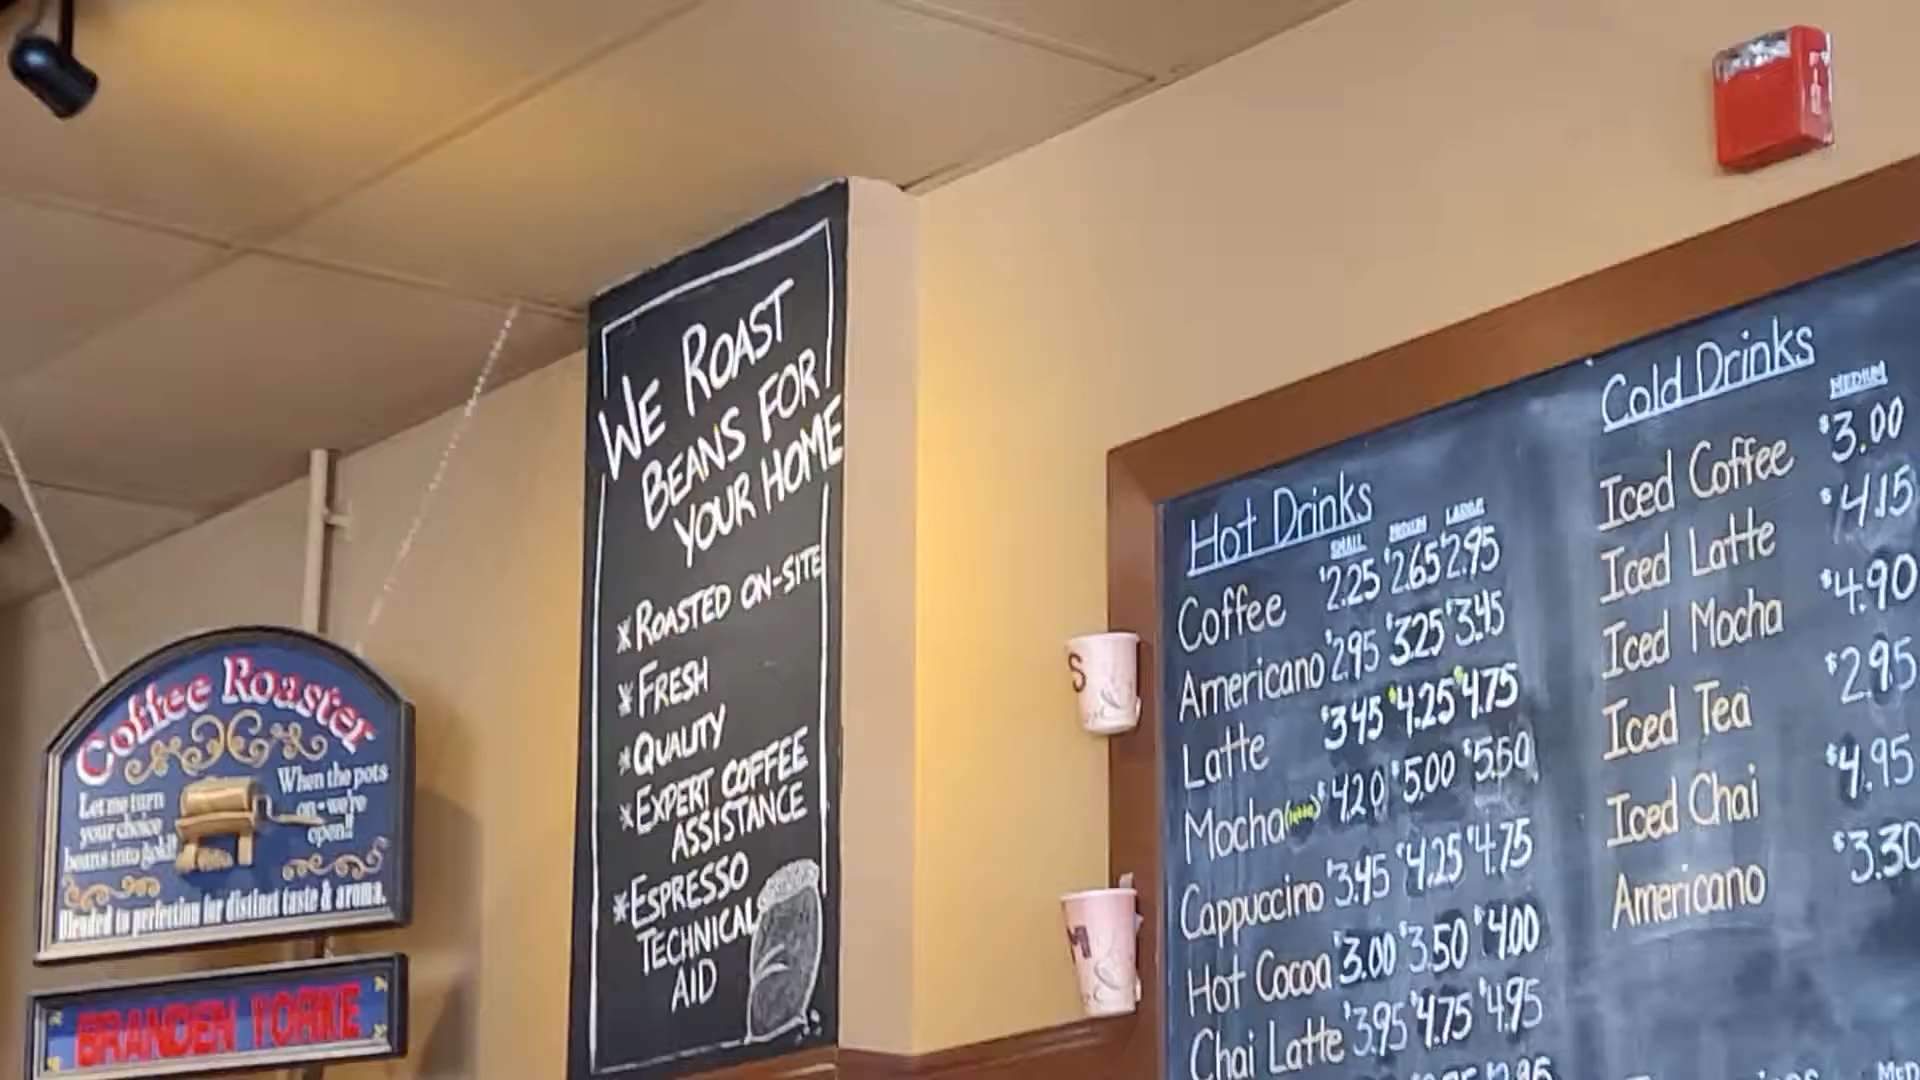 WE ROAST
BEANS FOR
YOUR HOME
* ROASTED ON-SITE
* FRESH
* QUALITY
* EXPERT COFFEE
ASSISTANCE
* ESPRESSO
TECHNICAL
AID
Coffee Roaster
Let me turn
your choice
beans into gold!
When the pots
on - we're
open!!
Blended to perfection for distinct taste & aroma.
BRANDEN YORKE
S
M
Hot Drinks
SMALL MEDIUM LARGE
Coffee $2.25 $2.65 $2.95
Americano $2.95 $3.25 $3.45
Latte $3.45 $4.25 $4.75
Mocha $4.20 $5.00 $5.50
Cappuccino $3.45 $4.25 $4.75
Hot Cocoa $3.00 $3.50 $4.00
Chai Latte $3.95 $4.75 $4.95
Cold Drinks
MEDIUM
Iced Coffee $3.00
Iced Latte $4.15
Iced Mocha $4.90
Iced Tea $2.95
Iced Chai $4.95
Americano $3.30